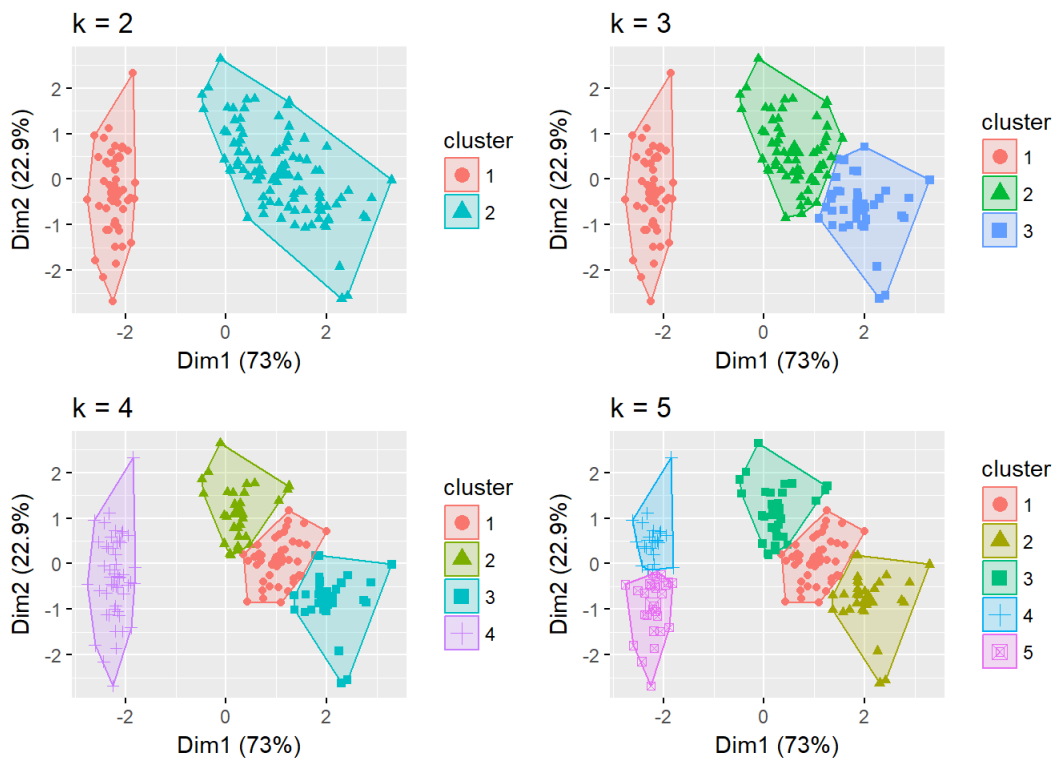 k = 2
2
1
0
-1
-2
Dim2 (22.9%)
-2
0
2
Dim1 (73%)
cluster
1
2
k = 3
2
1
0
-1
-2
Dim2 (22.9%)
-2
0
2
Dim1 (73%)
cluster
1
2
3
k = 4
2
1
0
-1
-2
Dim2 (22.9%)
-2
0
2
Dim1 (73%)
cluster
1
2
3
4
k = 5
2
1
0
-1
-2
Dim2 (22.9%)
-2
0
2
Dim1 (73%)
cluster
1
2
3
4
5